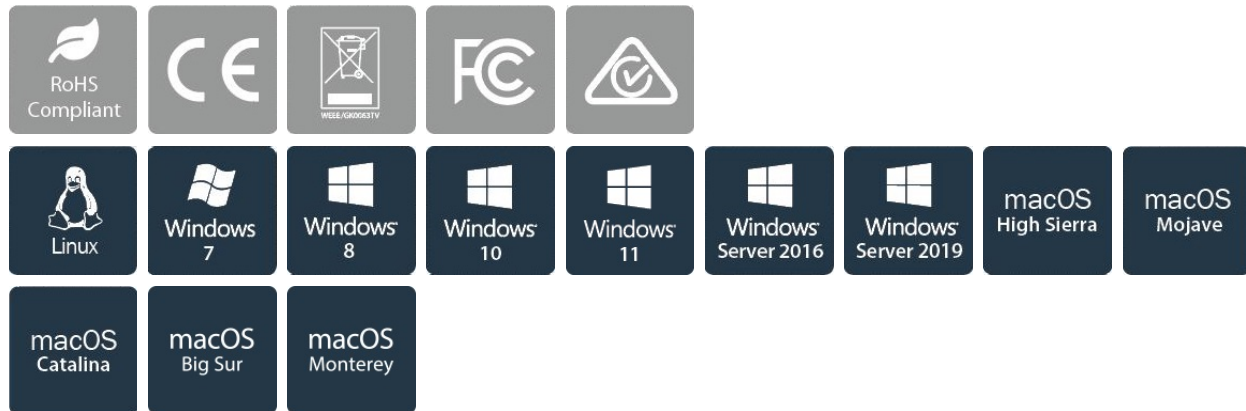 RoHS
Compliant
CE
WEEE/GK0083TV
FC
Linux
Windows
7
Windows
8
Windows
10
Windows
11
Windows
Server 2016
Windows
Server 2019
macOS
High Sierra
macOS
Mojave
macOS
Catalina
macOS
Big Sur
macOS
Monterey